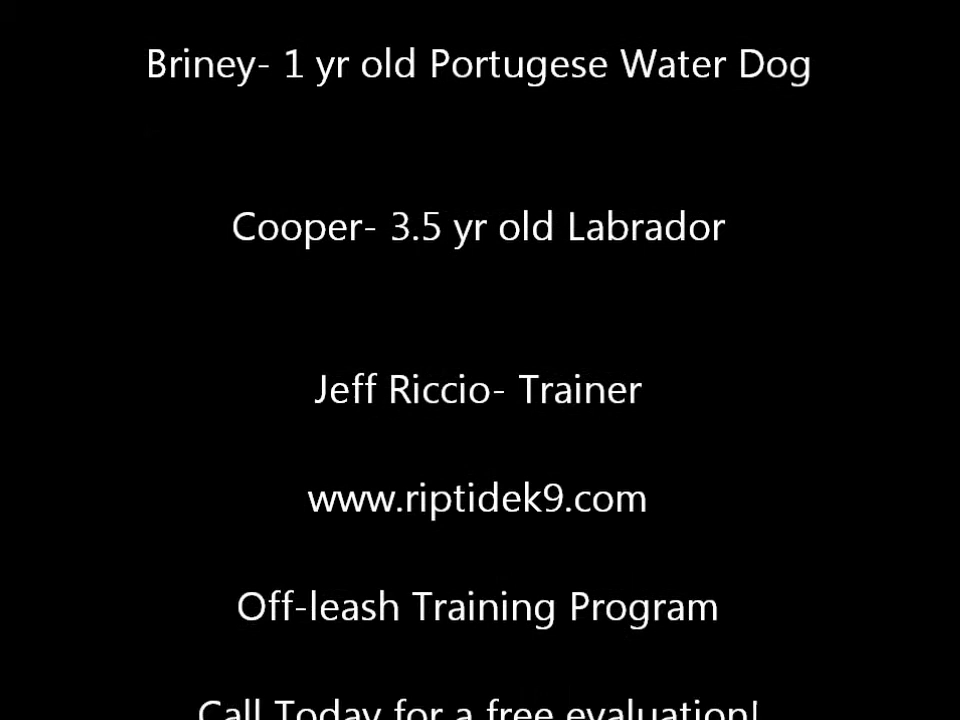 Briney- 1 yr old Portugese Water Dog
Cooper- 3.5 yr old Labrador
Jeff Riccio- Trainer
www.riptidek9.com
Off-leash Training Program
Call Today for a free evaluation!